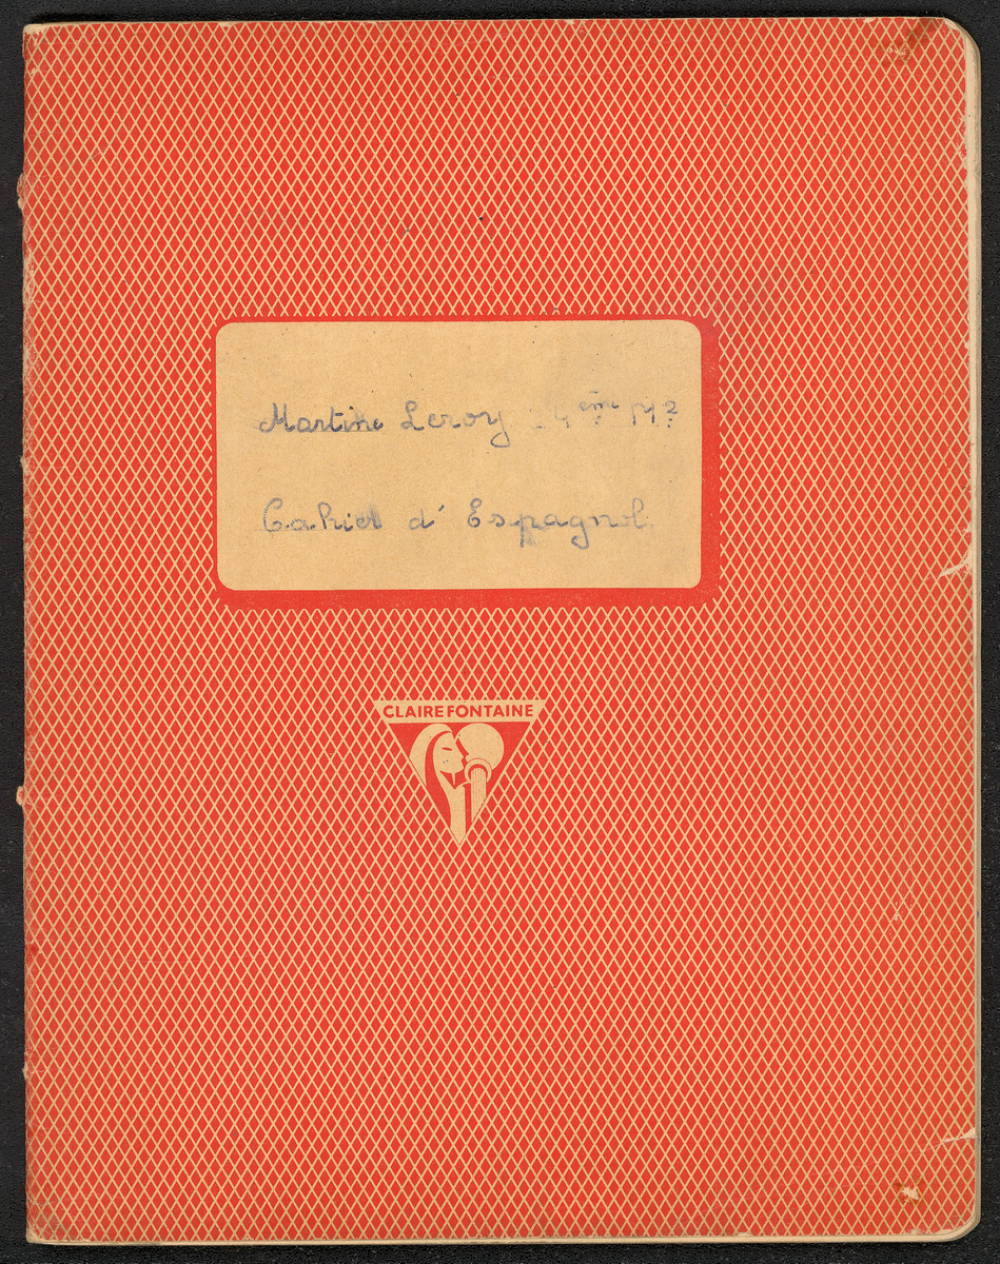 Martine Leroy - 4ème M2
Cahier d'Espagnol
CLAIREFONTAINE